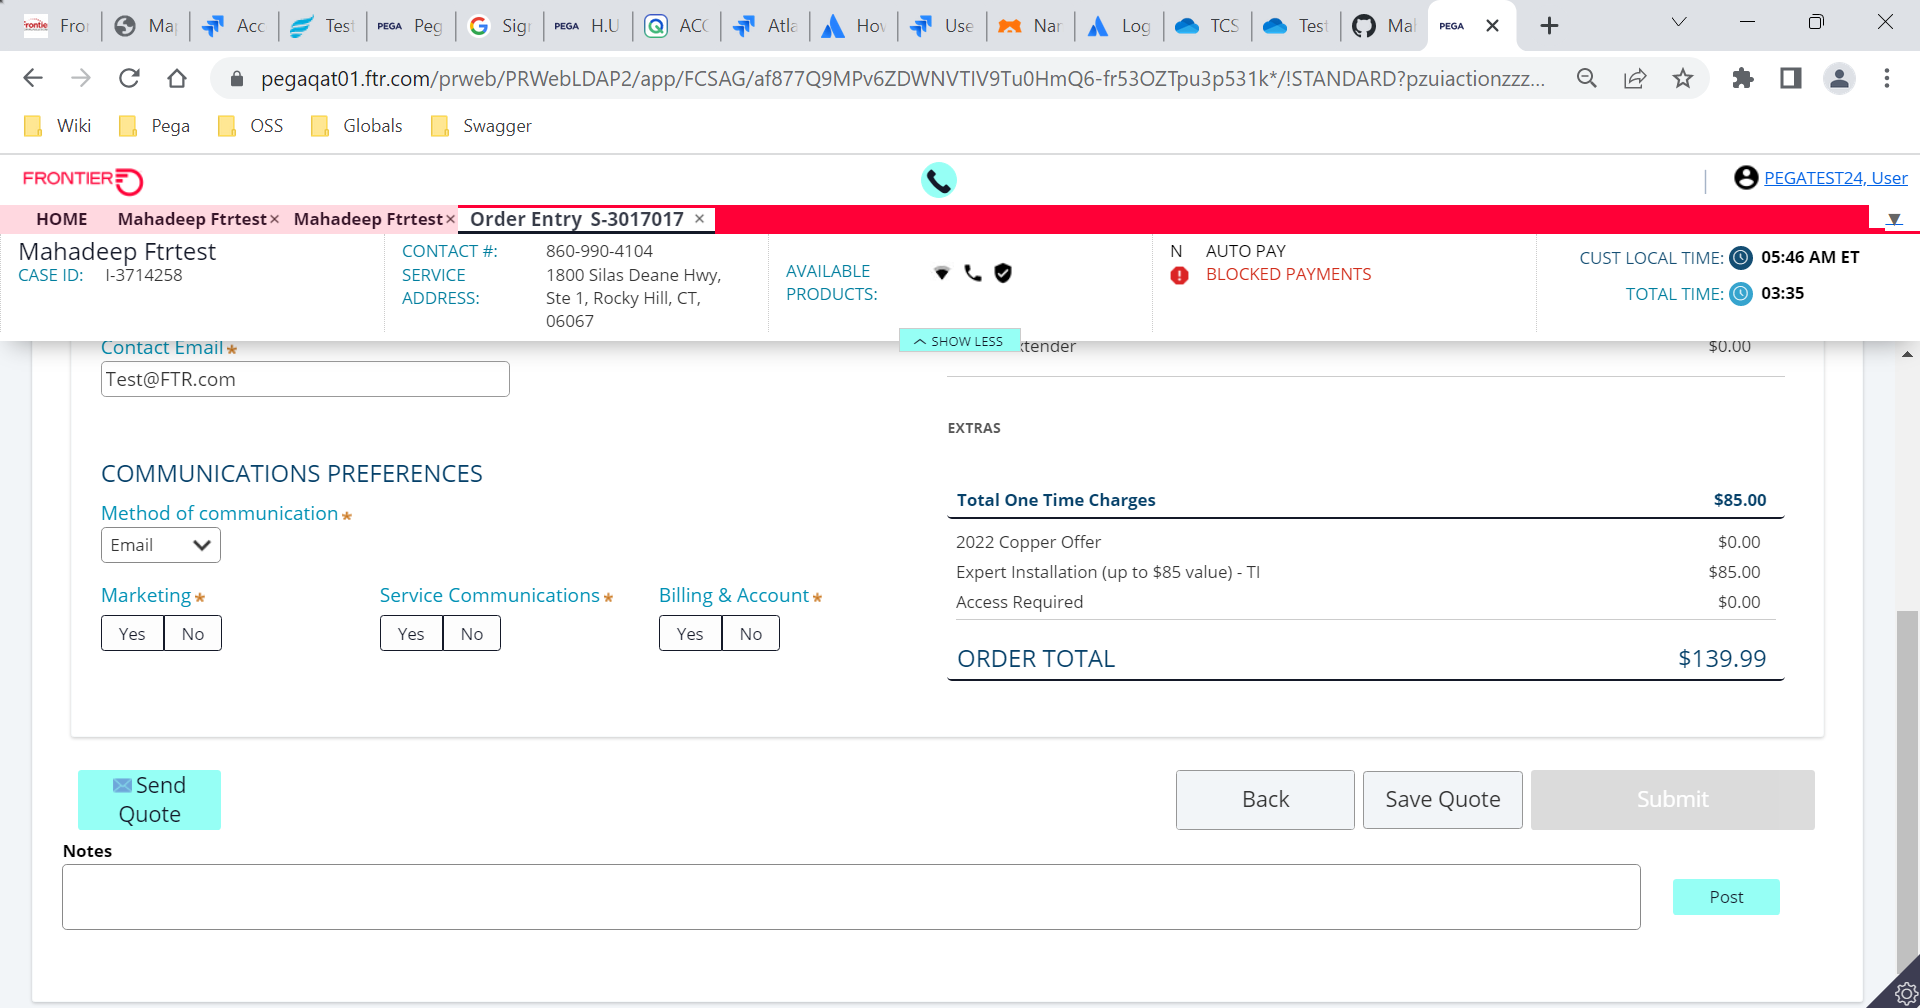 Fron
Map
Acc
Test
PEGA Peg
Sign
PEGA H.U
ACC
Atla
How
Use
Nar
Log
TCS
Test
Mal
PEGA
pegaqat01.ftr.com/prweb/PRWebLDAP2/app/FCSAG/af877Q9MPv6ZDWNVTIV9Tu0HmQ6-fr53OZTpu3p531k*/!STANDARD?pzuiactionzzz...
Wiki
Pega
OSS
Globals
Swagger
FRONTIER
PEGATEST24, User
HOME
Mahadeep Ftrtest×
Mahadeep Ftrtest×
Order Entry S-3017017 ×
Mahadeep Ftrtest
CASE ID: I-3714258
CONTACT #: 860-990-4104
SERVICE ADDRESS:
1800 Silas Deane Hwy,
Ste 1, Rocky Hill, CT,
06067
AVAILABLE
PRODUCTS:
N AUTO PAY
BLOCKED PAYMENTS
CUST LOCAL TIME: 05:46 AM ET
TOTAL TIME: 03:35
SHOW LESS
Contact Email*
Test@FTR.com
xtender $0.00
EXTRAS
COMMUNICATIONS PREFERENCES
Method of communication*
Email
Marketing*
Yes No
Service Communications*
Yes No
Billing & Account*
Yes No
Total One Time Charges $85.00
2022 Copper Offer $0.00
Expert Installation (up to $85 value) - TI $85.00
Access Required $0.00
ORDER TOTAL $139.99
Send
Quote
Back
Save Quote
Submit
Notes
Post